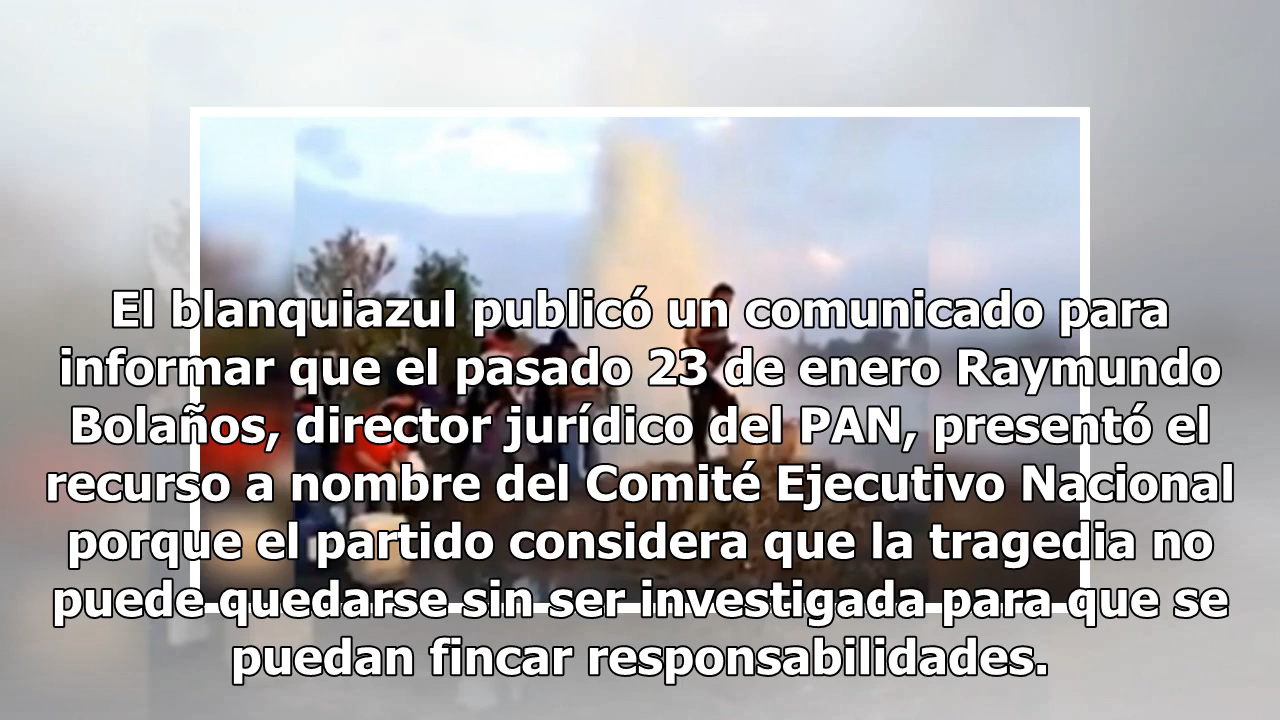 El blanquiazul publicó un comunicado para
informar que el pasado 23 de enero Raymundo
Bolaños, director jurídico del PAN, presentó el
recurso a nombre del Comité Ejecutivo Nacional
porque el partido considera que la tragedia no
puede quedarse sin ser investigada para que se
puedan fincar responsabilidades.